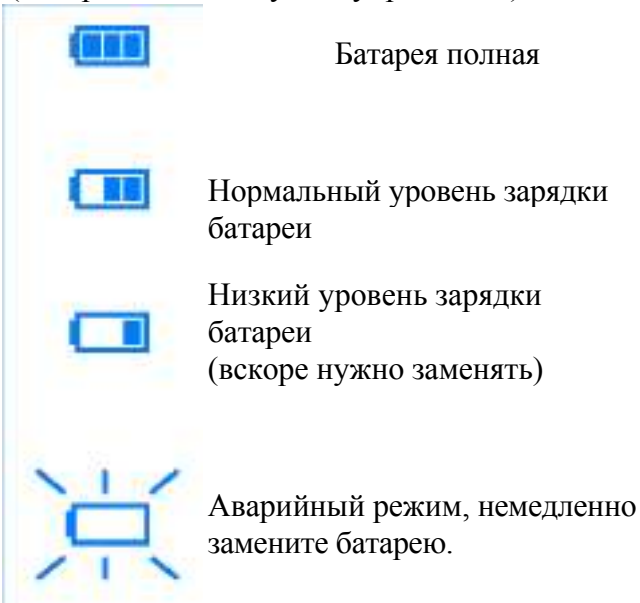 Батарея полная
Нормальный уровень зарядки
батареи
Низкий уровень зарядки
батареи
(вскоре нужно заменять)
Аварийный режим, немедленно
замените батарею.